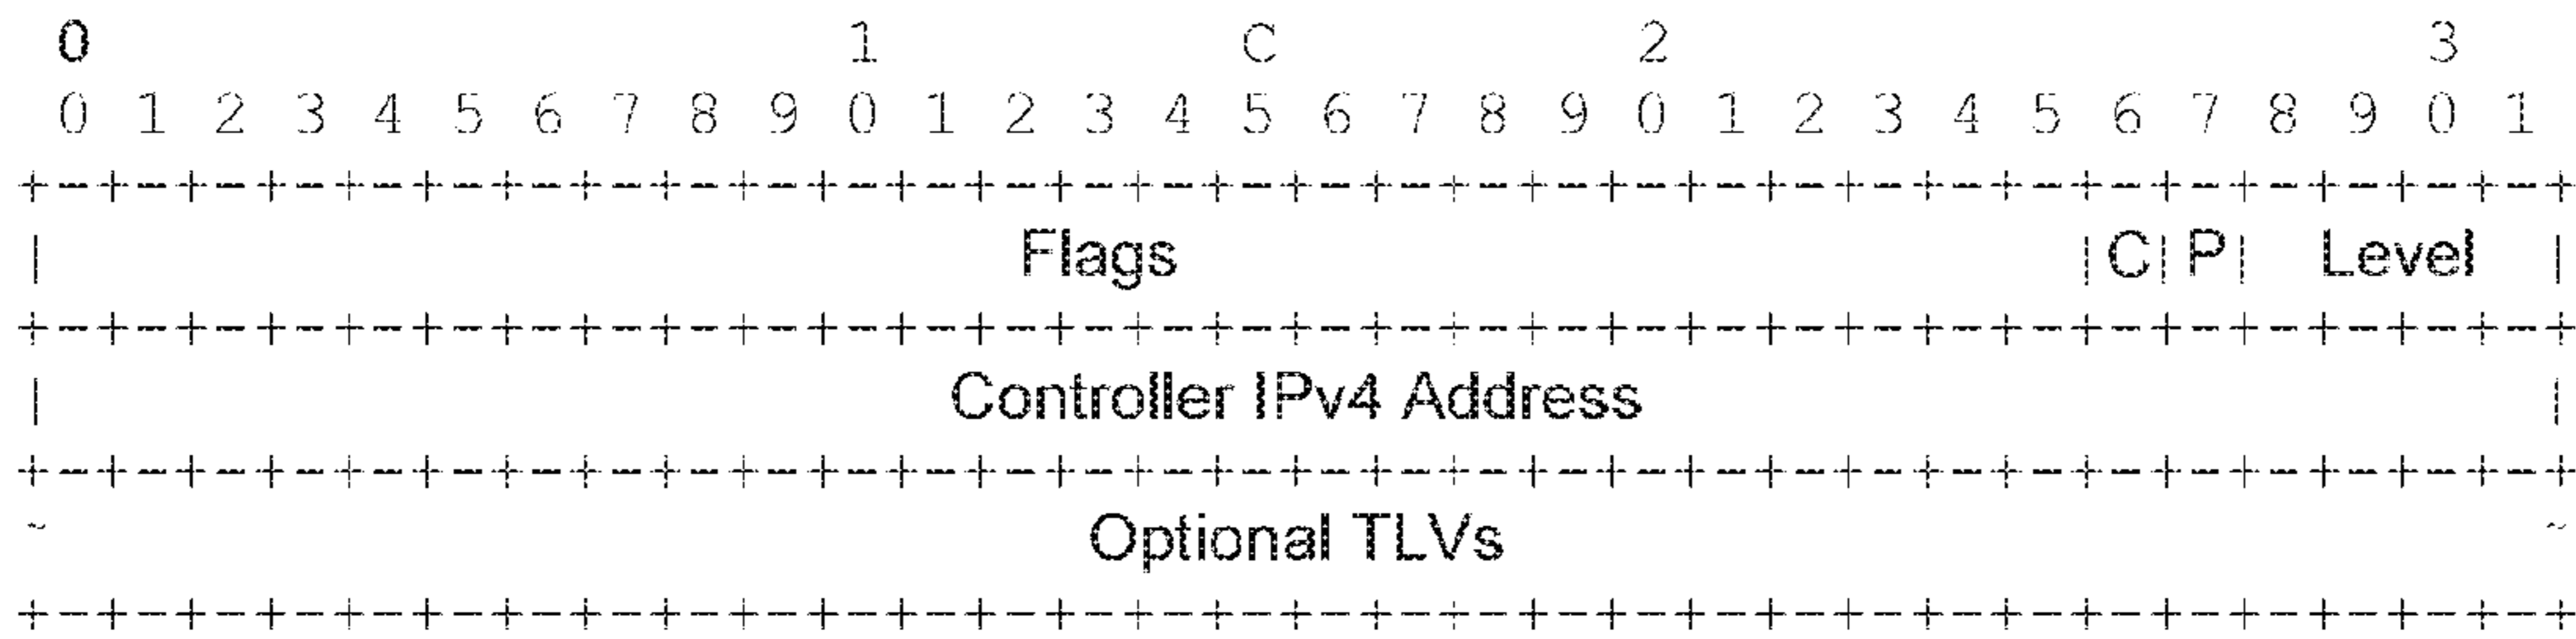 0 1 C 2 3
0 1 2 3 4 5 6 7 8 9 0 1 2 3 4 5 6 7 8 9 0 1 2 3 4 5 6 7 8 9 0 1
+-+-+-+-+-+-+-+-+-+-+-+-+-+-+-+-+-+-+-+-+-+-+-+-+-+-+-+-+-+-+-+-+
| Flags |C|P| Level |
+-+-+-+-+-+-+-+-+-+-+-+-+-+-+-+-+-+-+-+-+-+-+-+-+-+-+-+-+-+-+-+-+
| Controller IPv4 Address |
+-+-+-+-+-+-+-+-+-+-+-+-+-+-+-+-+-+-+-+-+-+-+-+-+-+-+-+-+-+-+-+-+
~ Optional TLVs ~
+-+-+-+-+-+-+-+-+-+-+-+-+-+-+-+-+-+-+-+-+-+-+-+-+-+-+-+-+-+-+-+-+